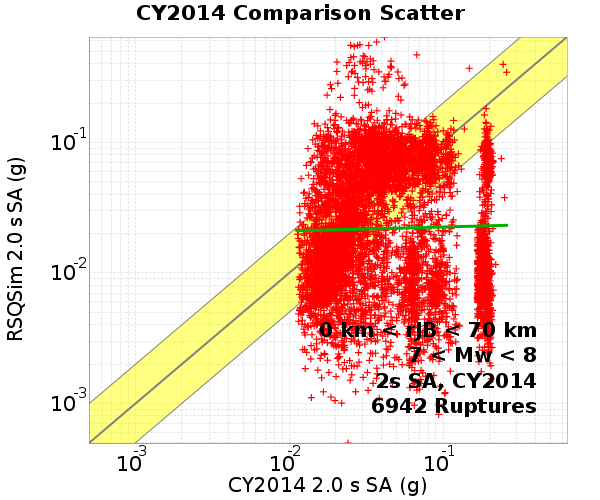 CY2014 Comparison Scatter
RSQSim 2.0 s SA (g)
10-1
10-2
10-3
0 km < rJB < 70 km
7 < Mw < 8
2s SA, CY2014
6942 Ruptures
10-3 10-2 10-1
CY2014 2.0 s SA (g)